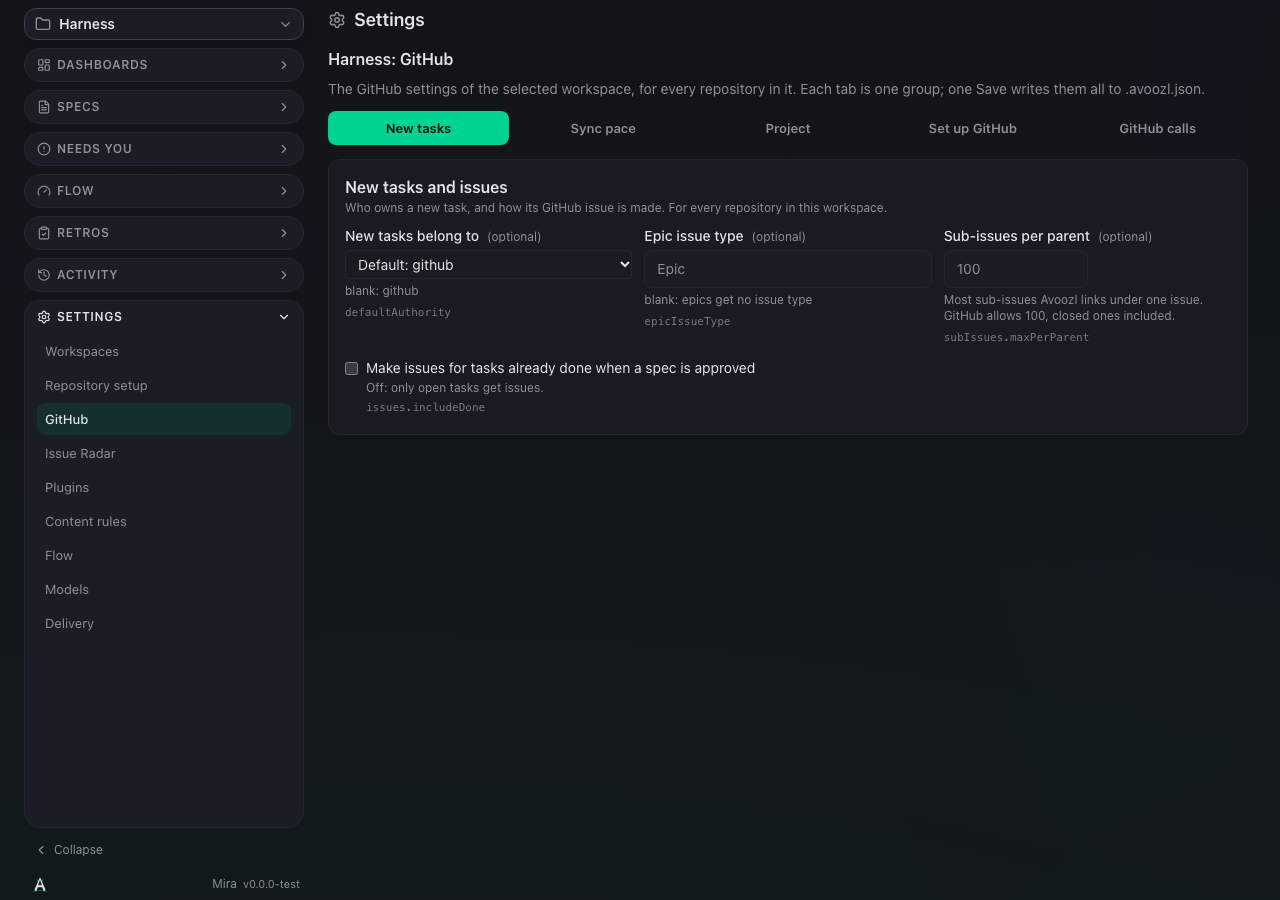 Harness
DASHBOARDS
SPECS
NEEDS YOU
FLOW
RETROS
ACTIVITY
SETTINGS
Workspaces
Repository setup
GitHub
Issue Radar
Plugins
Content rules
Flow
Models
Delivery
Collapse
Mira v0.0.0-test
Settings
Harness: GitHub
The GitHub settings of the selected workspace, for every repository in it. Each tab is one group; one Save writes them all to .avoozl.json.
New tasks Sync pace Project Set up GitHub GitHub calls
New tasks and issues
Who owns a new task, and how its GitHub issue is made. For every repository in this workspace.
New tasks belong to (optional)
Default: github
blank: github
defaultAuthority
Epic issue type (optional)
Epic
blank: epics get no issue type
epicIssueType
Sub-issues per parent (optional)
100
Most sub-issues Avoozl links under one issue.
GitHub allows 100, closed ones included.
subIssues.maxPerParent
Make issues for tasks already done when a spec is approved
Off: only open tasks get issues.
issues.includeDone